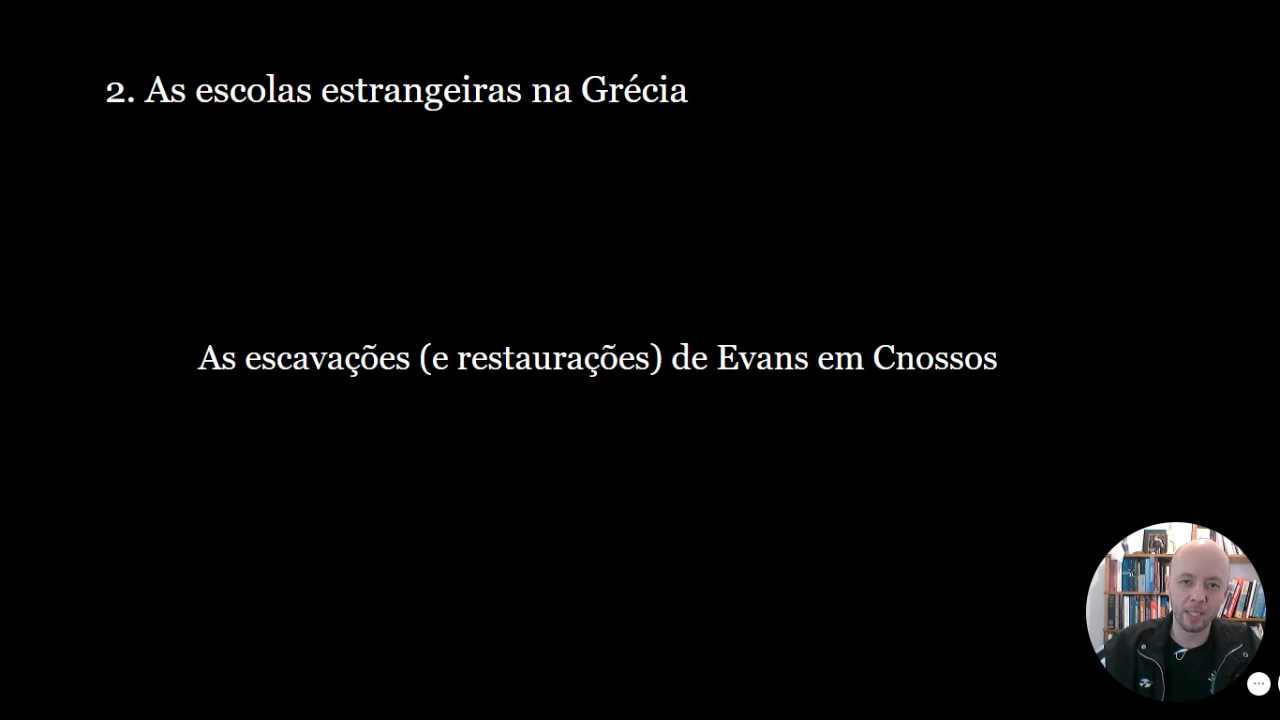 2. As escolas estrangeiras na Grécia
As escavações (e restaurações) de Evans em Cnossos